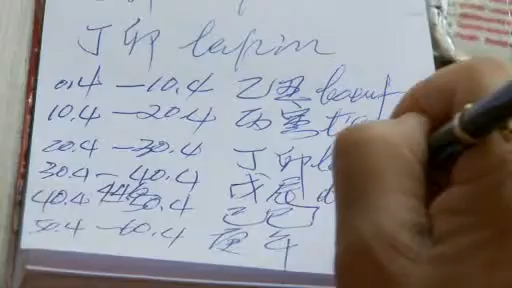 丁卯 lapin
0.4 – 10.4 乙丑 boeuf
10.4 – 20.4 丙寅
20.4 – 30.4 丁卯
30.4 – 40.4 戊辰 d
40.4 50.4 己巳
50.4 – 60.4 庚午